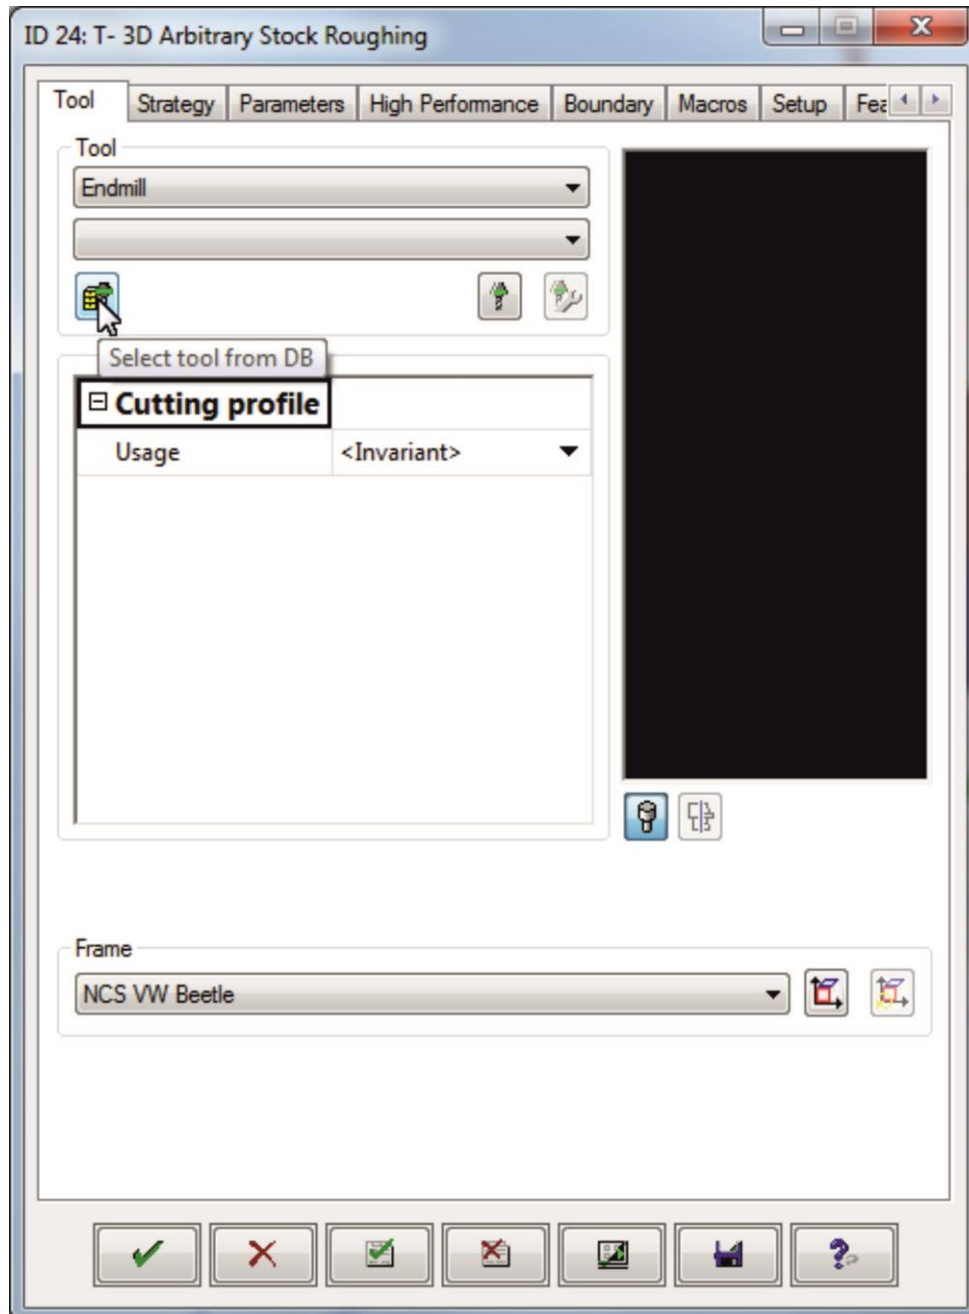 ID 24: T- 3D Arbitrary Stock Roughing
Tool Strategy Parameters High Performance Boundary Macros Setup Fea
Tool
Endmill
Select tool from DB
Cutting profile
Usage <Invariant>
Frame
NCS VW Beetle